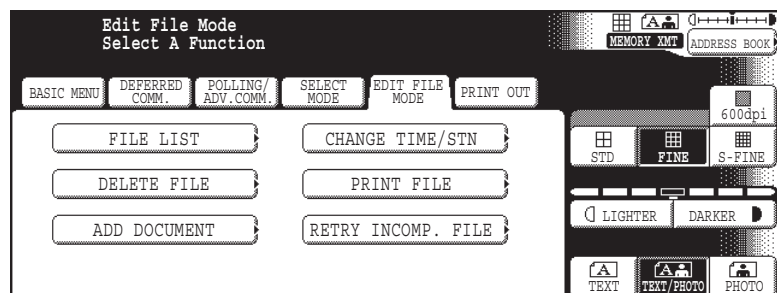 Edit File Mode
Select A Function
MEMORY XMT
ADDRESS BOOK
BASIC MENU
DEFERRED
COMM.
POLLING/
ADV.COMM.
SELECT
MODE
EDIT FILE
MODE
PRINT OUT
600dpi
FILE LIST
CHANGE TIME/STN
STD
FINE
S-FINE
DELETE FILE
PRINT FILE
LIGHTER
DARKER
ADD DOCUMENT
RETRY INCOMP. FILE
TEXT
TEXT/PHOTO
PHOTO